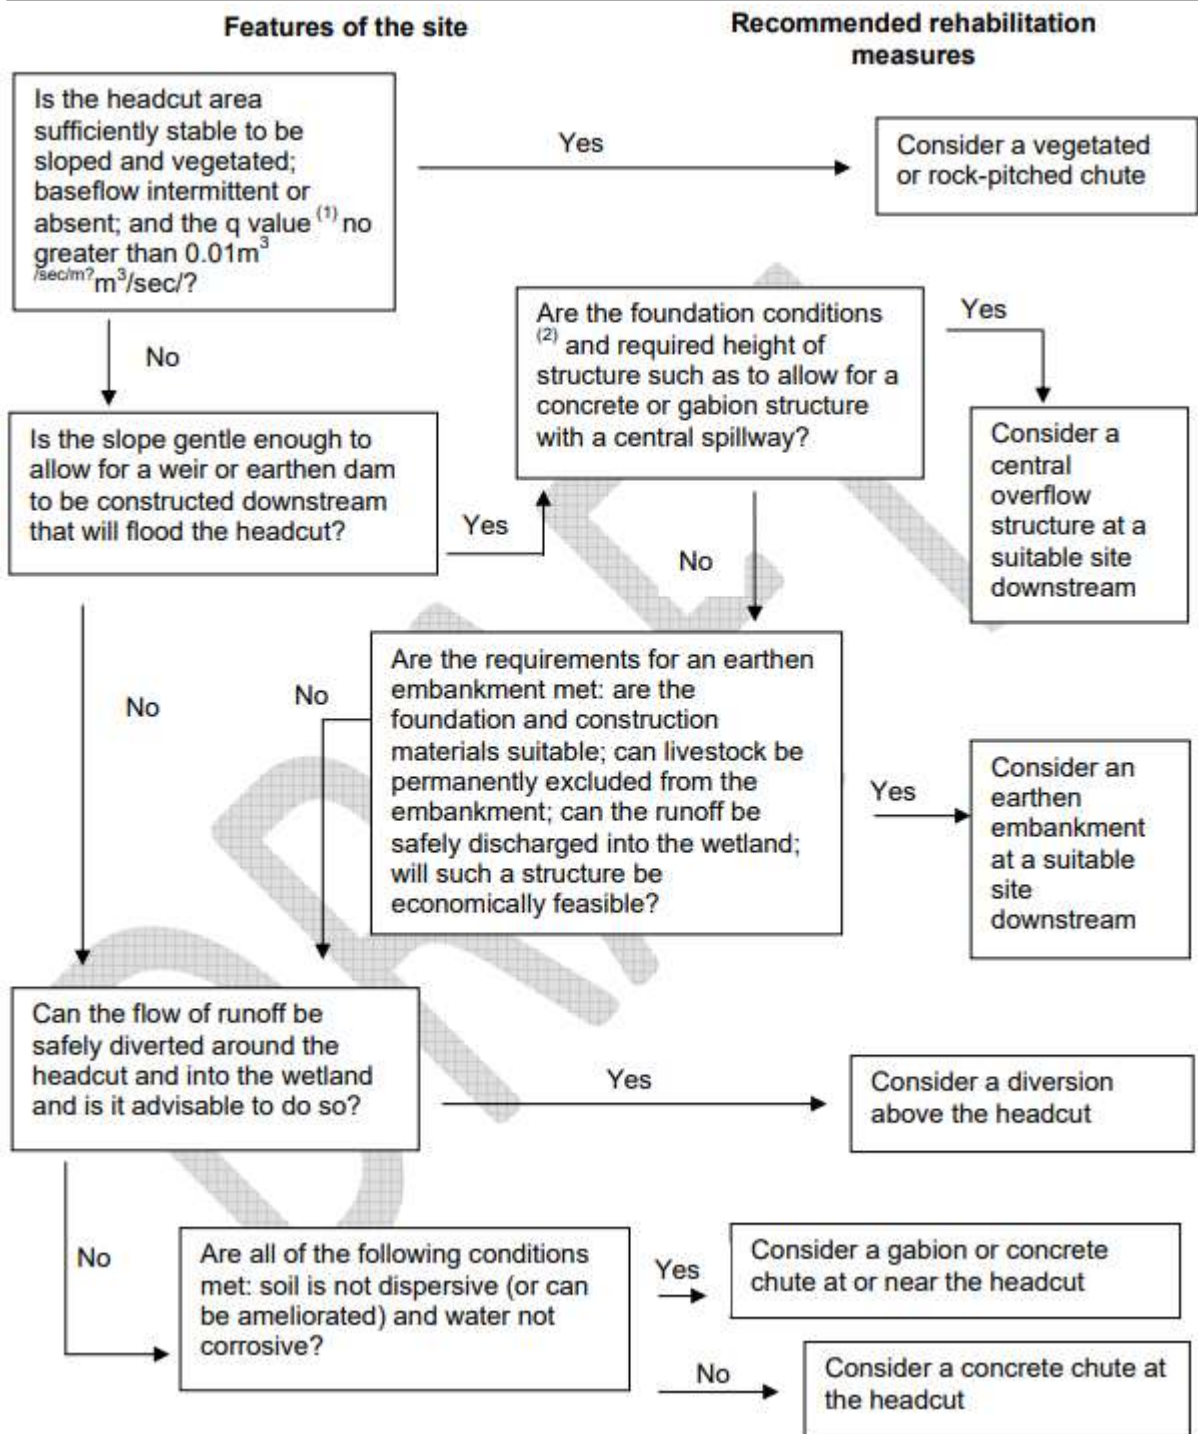 Features of the site
Recommended rehabilitation
measures
Is the headcut area
sufficiently stable to be
sloped and vegetated;
baseflow intermittent or
absent; and the q value (1) no
greater than 0.01m3
/sec/m?m3/sec/?
Yes
Consider a vegetated
or rock-pitched chute
No
Are the foundation conditions
(2) and required height of
structure such as to allow for a
concrete or gabion structure
with a central spillway?
Yes
Consider a
central
overflow
structure at a
suitable site
downstream
Is the slope gentle enough to
allow for a weir or earthen dam
to be constructed downstream
that will flood the headcut?
Yes
No
No
No
Are the requirements for an earthen
embankment met: are the
foundation and construction
materials suitable; can livestock be
permanently excluded from the
embankment; can the runoff be
safely discharged into the wetland;
will such a structure be
economically feasible?
Yes
Consider an
earthen
embankment
at a suitable
site
downstream
Can the flow of runoff be
safely diverted around the
headcut and into the wetland
and is it advisable to do so?
Yes
Consider a diversion
above the headcut
No
Are all of the following conditions
met: soil is not dispersive (or can
be ameliorated) and water not
corrosive?
Yes
Consider a gabion or concrete
chute at or near the headcut
No
Consider a concrete chute at
the headcut
DRAFT